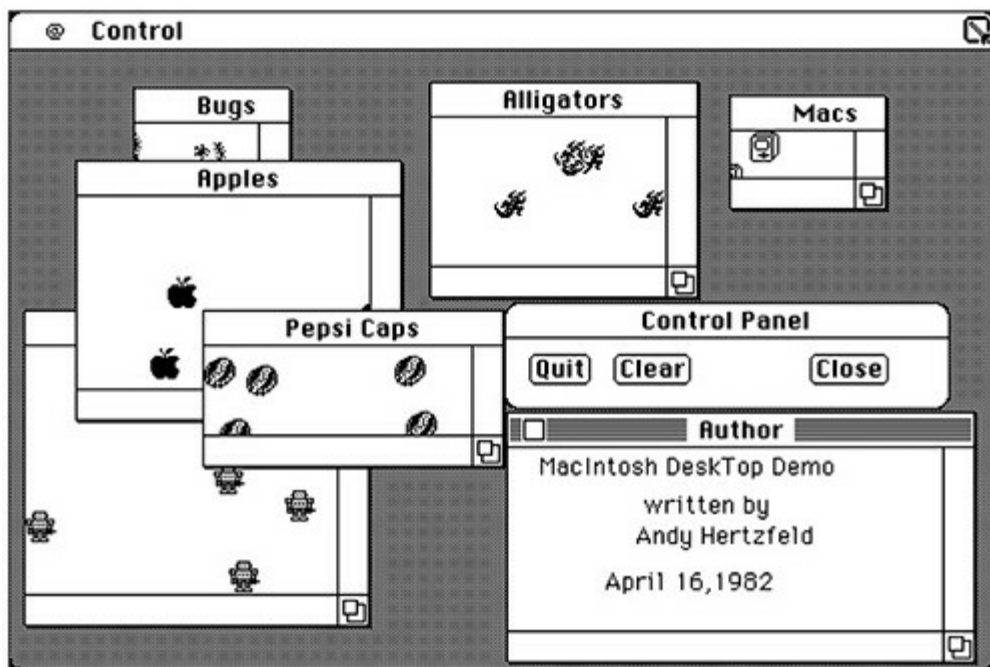 @ Control
Bugs
Alligators
Macs
Apples
Pepsi Caps
Control Panel
Quit Clear Close
Author
MacIntosh DeskTop Demo
written by
Andy Hertzfeld
April 16,1982